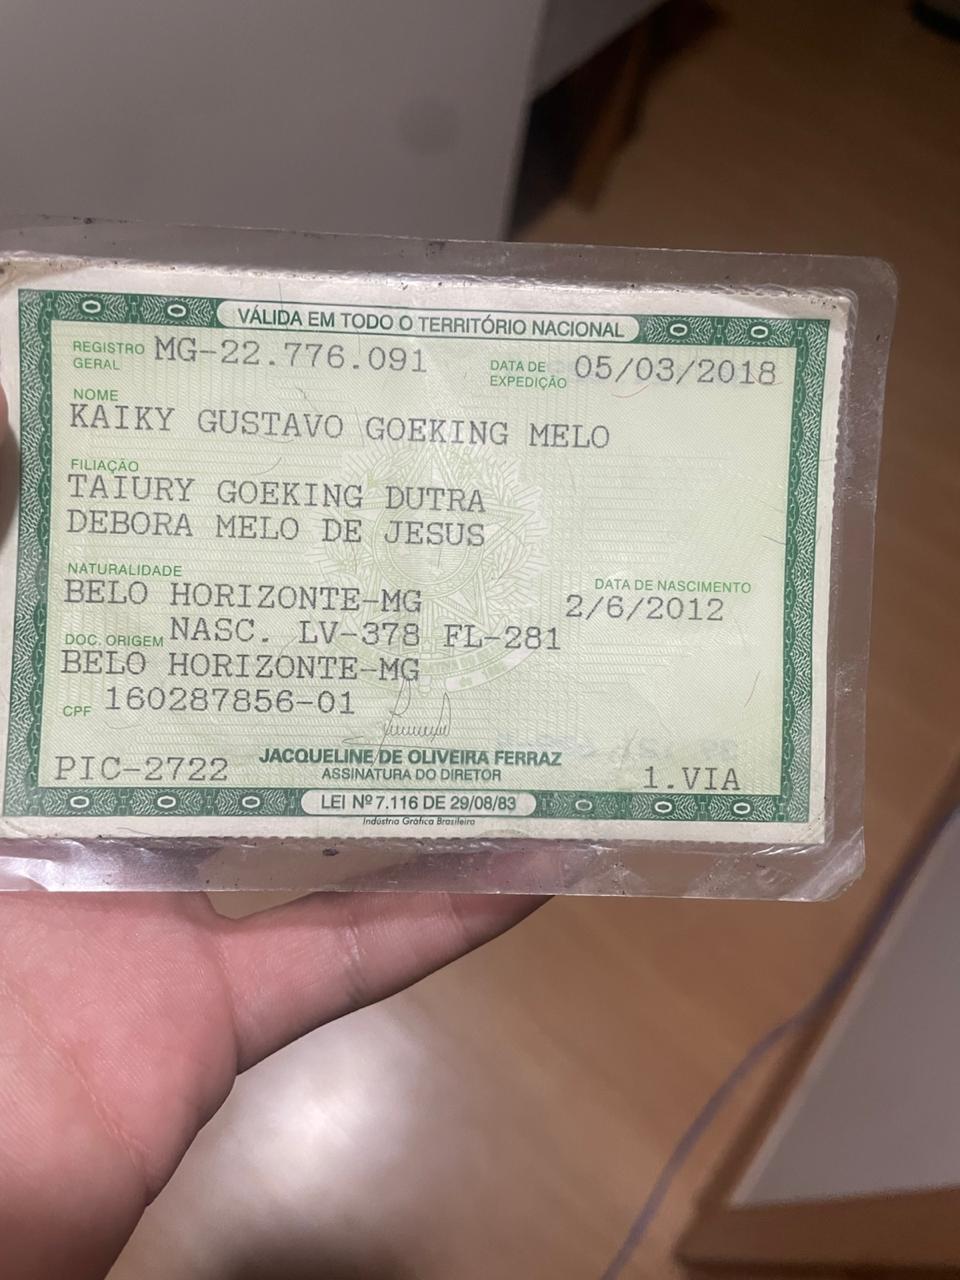 VÁLIDA EM TODO O TERRITÓRIO NACIONAL
REGISTRO GERAL MG-22.776.091 DATA DE EXPEDIÇÃO 05/03/2018
NOME
KAIKY GUSTAVO GOEKING MELO
FILIAÇÃO
TAIURY GOEKING DUTRA
DEBORA MELO DE JESUS
NATURALIDADE DATA DE NASCIMENTO
BELO HORIZONTE-MG 2/6/2012
DOC. ORIGEM NASC. LV-378 FL-281
BELO HORIZONTE-MG
CPF 160287856-01
JACQUELINE DE OLIVEIRA FERRAZ
PIC-2722 ASSINATURA DO DIRETOR 1.VIA
LEI Nº 7.116 DE 29/08/83
Indústria Gráfica Brasileira